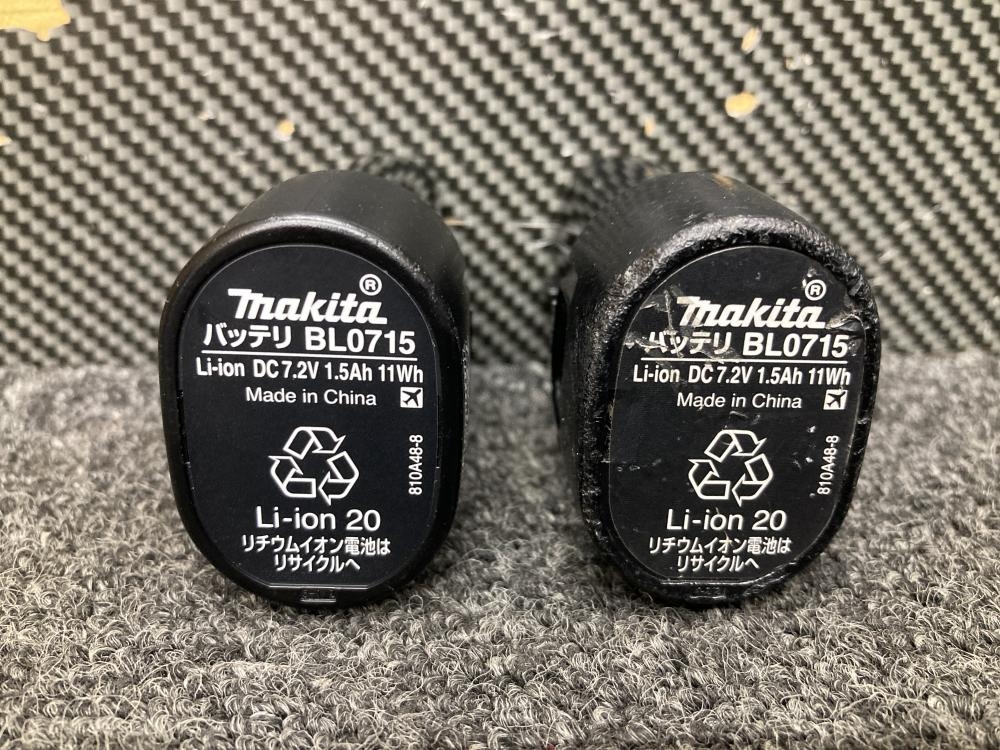 makita®
バッテリ BL0715
Li-ion DC 7.2V 1.5Ah 11Wh
Made in China
810A48-8
Li-ion 20
リチウムイオン電池は
リサイクルへ
makita®
バッテリ BL0715
Li-ion DC 7.2V 1.5Ah 11Wh
Made in China
810A48-8
Li-ion 20
リチウムイオン電池は
リサイクルへ